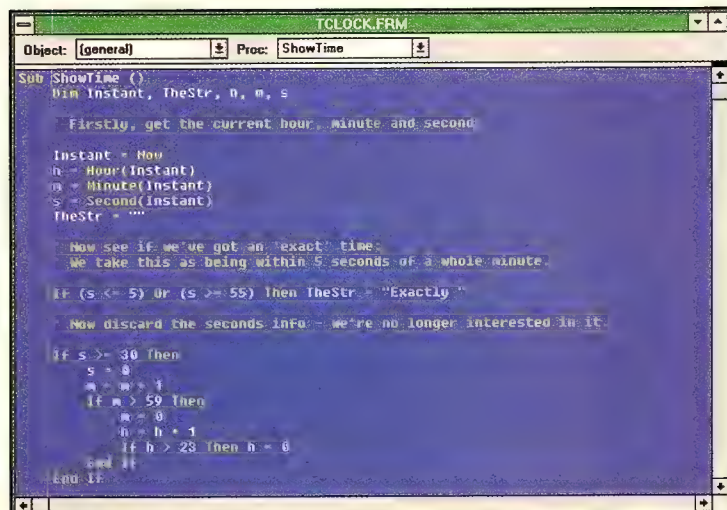 TCLOCK.FRM
Object: (general) Proc: ShowTime
Sub ShowTime ()
Dim Instant, TheStr, h, m, s
Firstly, get the current hour, minute and second
Instant = Now
h = Hour(Instant)
m = Minute(Instant)
s = Second(Instant)
TheStr = ""
Now see if we've got an 'exact' time:
We take this as being within 5 seconds of a whole minute.
If (s <= 5) Or (s >= 55) Then TheStr = "Exactly "
Now discard the seconds info - we're no longer interested in it.
If s >= 30 Then
s = 0
m = m + 1
If m > 59 Then
m = 0
h = h + 1
If h > 23 Then h = 0
End If
End If